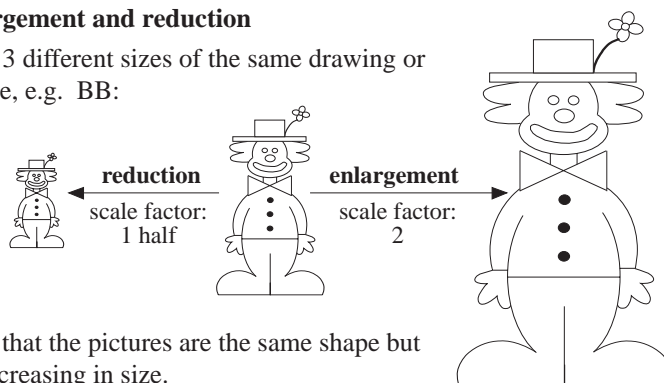 rgement and reduction
3 different sizes of the same drawing or
e, e.g. BB:
reduction
scale factor:
1 half
enlargement
scale factor:
2
that the pictures are the same shape but
creasing in size.